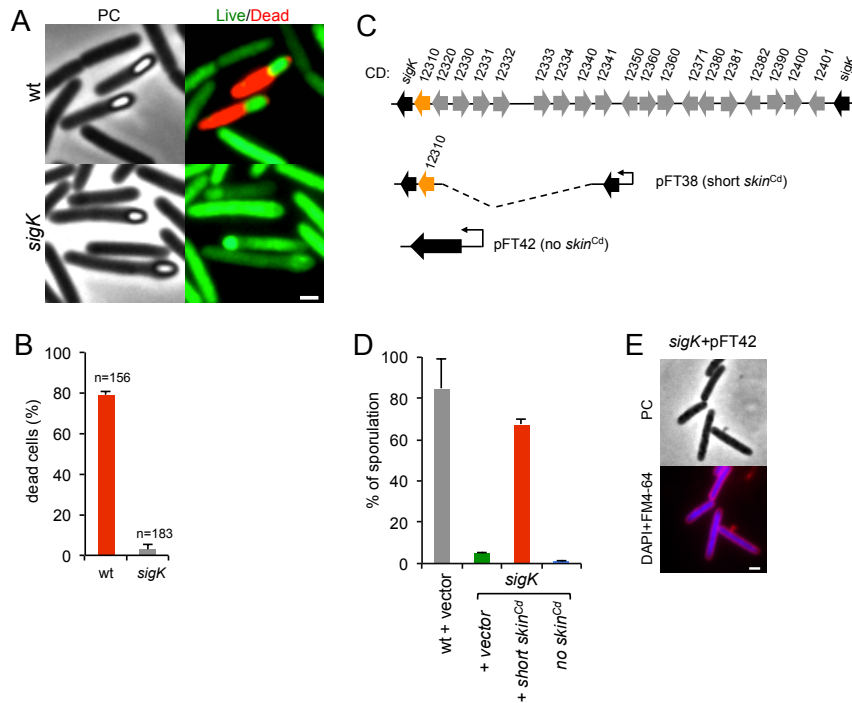 A
PC
Live/Dead
wt
sigK
B
dead cells (%)
100
80
60
40
20
0
n=156
n=183
wt
sigK
C
CD:
sigK
12310
12320
12330
12331
12332
12333
12334
12340
12341
12350
12360
12360
12371
12380
12381
12382
12390
12400
12401
sigK
12310
pFT38 (short skinCd)
pFT42 (no skinCd)
D
% of sporulation
100
80
60
40
20
0
wt + vector
+ vector
+ short skinCd
no skinCd
sigK
E
sigK+pFT42
PC
DAPI+FM4-64